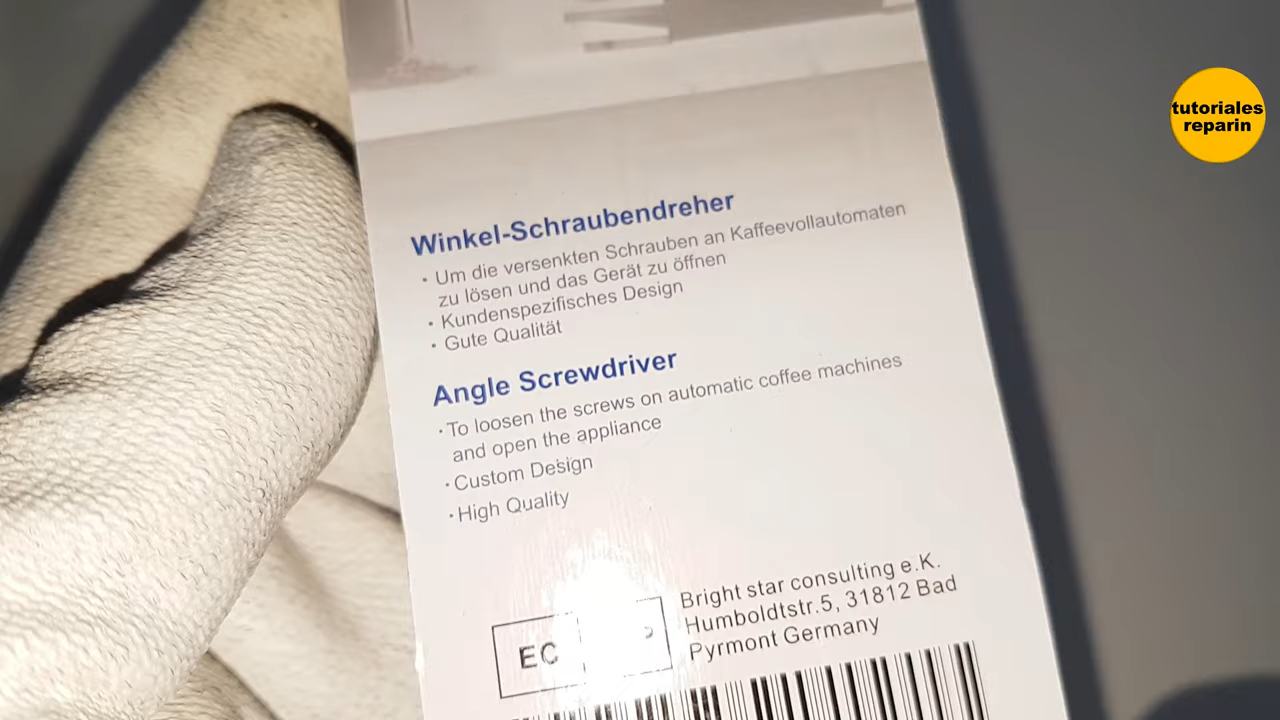 tutoriales
reparin
Winkel-Schraubendreher
· Um die versenkten Schrauben an Kaffeevollautomaten
zu lösen und das Gerät zu öffnen
· Kundenspezifisches Design
· Gute Qualität
Angle Screwdriver
· To loosen the screws on automatic coffee machines
and open the appliance
· Custom Design
· High Quality
EC
Bright star consulting e.K.
Humboldtstr.5, 31812 Bad
Pyrmont Germany